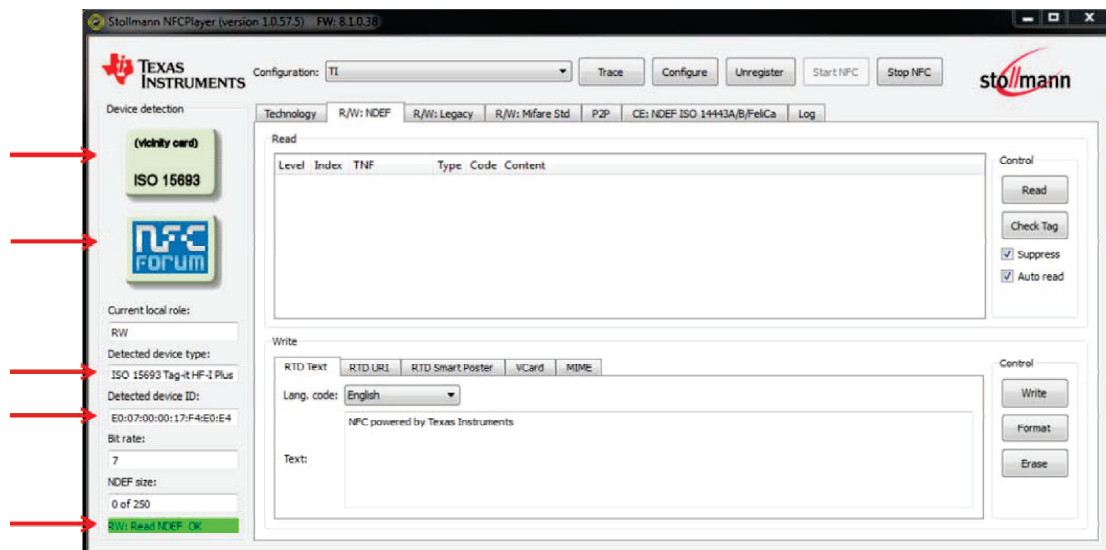 Stollmann NFCPlayer (version 1.0.57.5) FW: 8.1.0.38
TEXAS INSTRUMENTS
Configuration: TI
Trace
Configure
Unregister
Start NFC
Stop NFC
stollmann
Device detection
Technology
R/W: NDEF
R/W: Legacy
R/W: Mifare Std
P2P
CE: NDEF ISO 14443A/B/FeliCa
Log
(vicinity card)
ISO 15693
NFC FORUM
Current local role:
RW
Detected device type:
ISO 15693 Tag-it HF-I Plus
Detected device ID:
E0:07:00:00:17:F4:E0:E4
Bit rate:
7
NDEF size:
0 of 250
RW: Read NDEF OK
Read
Level Index TNF Type Code Content
Control
Read
Check Tag
Suppress
Auto read
Write
RTD Text
RTD URI
RTD Smart Poster
VCard
MIME
Lang. code: English
Text:
NFC powered by Texas Instruments
Control
Write
Format
Erase